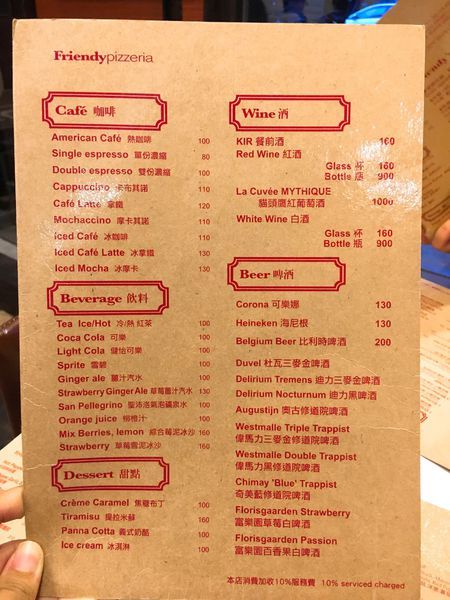 Friendypizzeria
Café 咖啡
American Café 熱咖啡 100
Single espresso 單份濃縮 80
Double espresso 雙份濃縮 100
Cappuccino 卡布其諾 110
Café Latte 拿鐵 120
Mochaccino 摩卡其諾 110
Iced Café 冰咖啡 110
Iced Café Latte 冰拿鐵 130
Iced Mocha 冰摩卡 130
Beverage 飲料
Tea Ice/Hot 冷/熱 紅茶 100
Coca Cola 可樂 100
Light Cola 健怡可樂 100
Sprite 雪碧 100
Ginger ale 薑汁汽水 100
Strawberry Ginger Ale 草莓薑汁汽水 130
San Pellegrino 聖沛洛氣泡礦泉水 100
Orange juice 柳橙汁 100
Mix Berries, lemon 綜合莓泥冰沙 160
Strawberry 草莓雪泥冰沙 160
Dessert 甜點
Crème Caramel 焦糖布丁 100
Tiramisu 提拉米蘇 160
Panna Cotta 義式奶酪 100
Ice cream 冰淇淋 100
Wine 酒
KIR 餐前酒 160
Red Wine 紅酒
Glass 杯 160
Bottle 瓶 900
La Cuvée MYTHIQUE
貓頭鷹紅葡萄酒 1000
White Wine 白酒
Glass 杯 160
Bottle 瓶 900
Beer 啤酒
Corona 可樂娜 130
Heineken 海尼根 130
Belgium Beer 比利時啤酒 200
Duvel 杜瓦三麥金啤酒
Delirium Tremens 迪力三麥金啤酒
Delirium Nocturnum 迪力黑啤酒
Augustijn 奧古修道院啤酒
Westmalle Triple Trappist
偉馬力三麥金修道院啤酒
Westmalle Double Trappist
偉馬力黑修道院啤酒
Chimay 'Blue' Trappist
奇美藍修道院啤酒
Florisgaarden Strawberry
富樂園草莓白啤酒
Florisgaarden Passion
富樂園百香果白啤酒
本店消費加收10%服務費 10% serviced charged